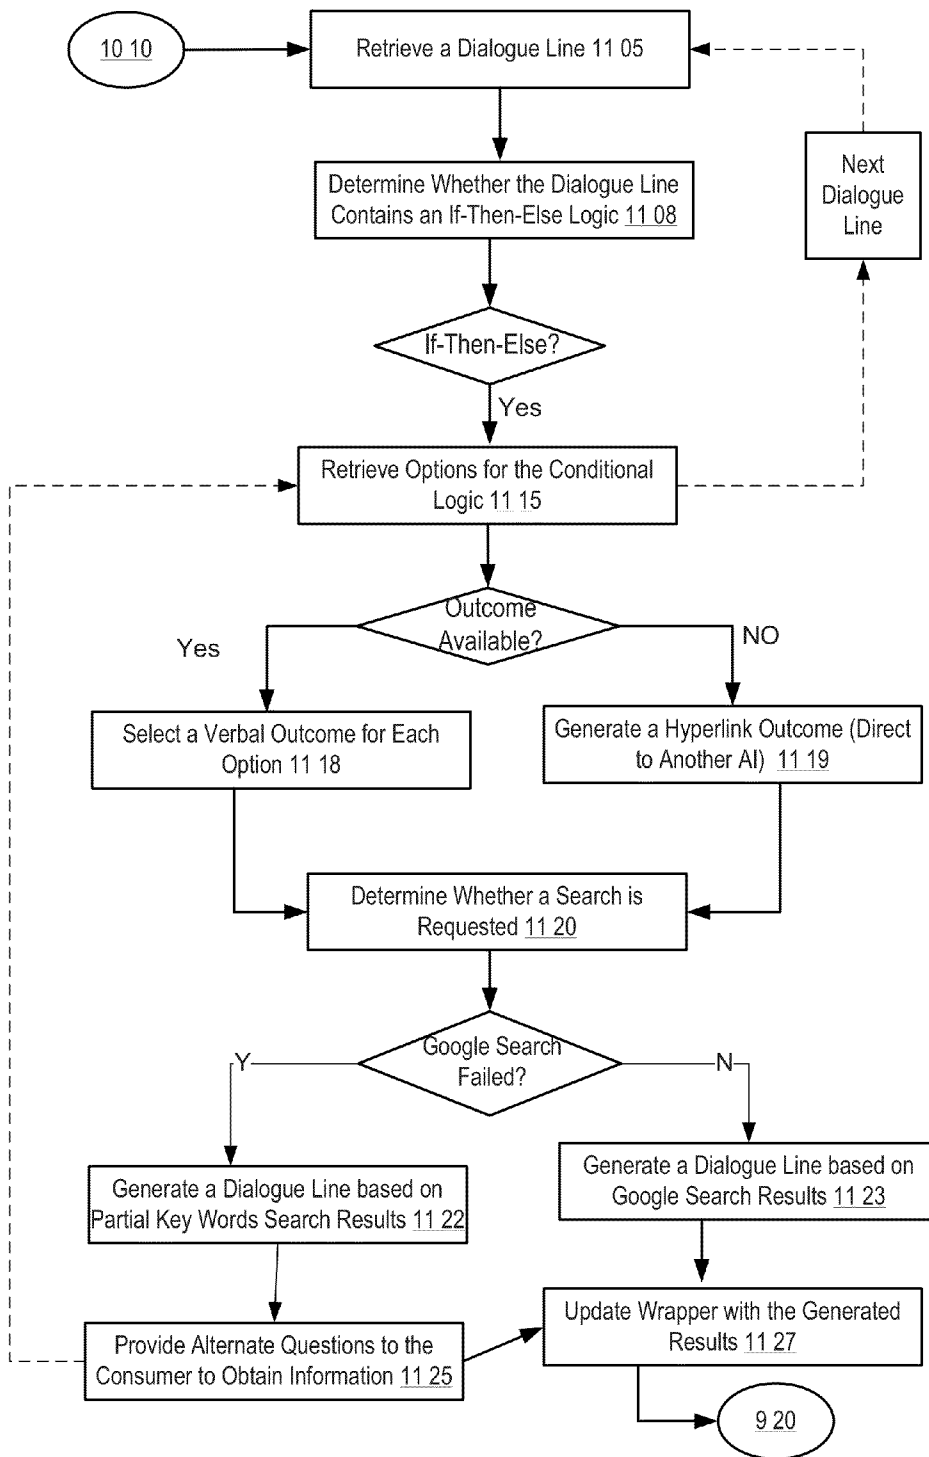 10 10
Retrieve a Dialogue Line 11 05
Determine Whether the Dialogue Line
Contains an If-Then-Else Logic 11 08
Next
Dialogue
Line
If-Then-Else?
Yes
Retrieve Options for the Conditional
Logic 11 15
Outcome
Available?
Yes
NO
Select a Verbal Outcome for Each
Option 11 18
Generate a Hyperlink Outcome (Direct
to Another AI) 11 19
Determine Whether a Search is
Requested 11 20
Google Search
Failed?
Y
N
Generate a Dialogue Line based on
Partial Key Words Search Results 11 22
Generate a Dialogue Line based on
Google Search Results 11 23
Provide Alternate Questions to the
Consumer to Obtain Information 11 25
Update Wrapper with the Generated
Results 11 27
9 20